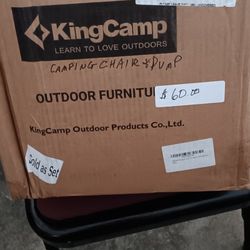 KingCamp
LEARN TO LOVE OUTDOORS
CAMPING CHAIR & PUMP
OUTDOOR FURNITU
$60.00
KingCamp Outdoor Products Co.,Ltd.
Sold as Set